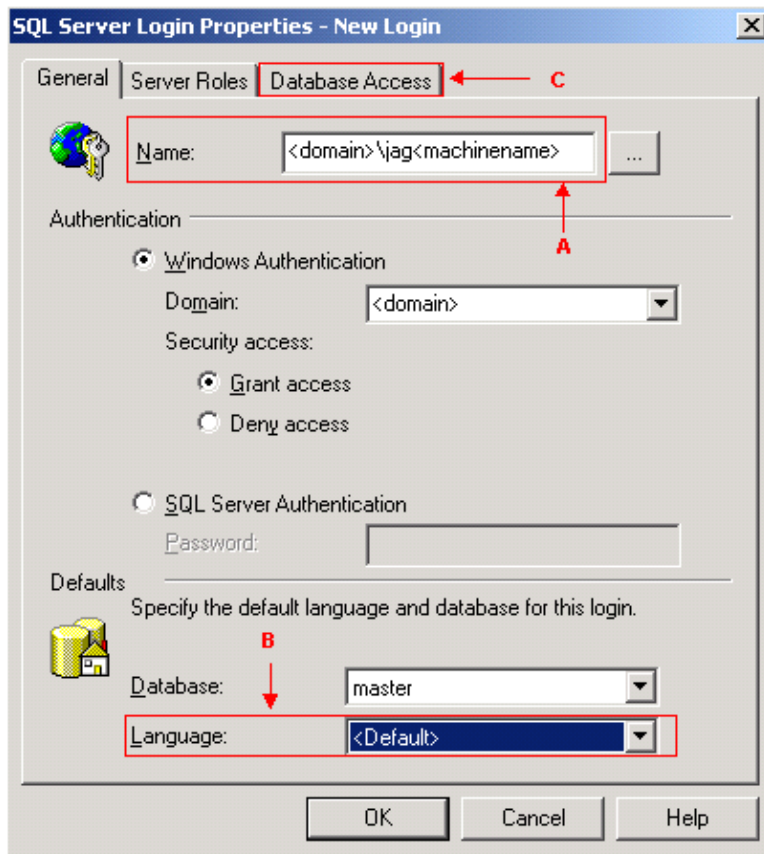 SQL Server Login Properties - New Login
General Server Roles Database Access C
Name: <domain>\jag<machinename> ...
A
Authentication
Windows Authentication
Domain: <domain>
Security access:
Grant access
Deny access
SQL Server Authentication
Password:
Defaults
Specify the default language and database for this login.
B
Database: master
Language: <Default>
OK Cancel Help